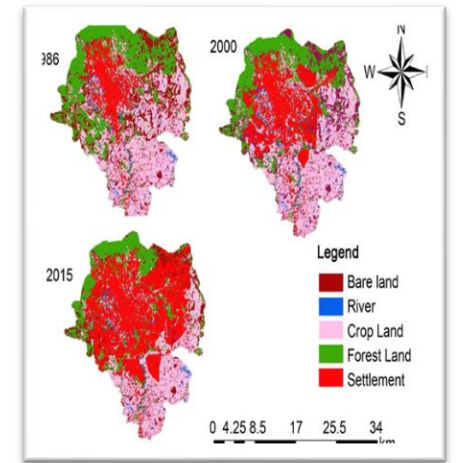 986
2000
N
W
S
2015
Legend
Bare land
River
Crop Land
Forest Land
Settlement
0 4.25 8.5 17 25.5 34
km